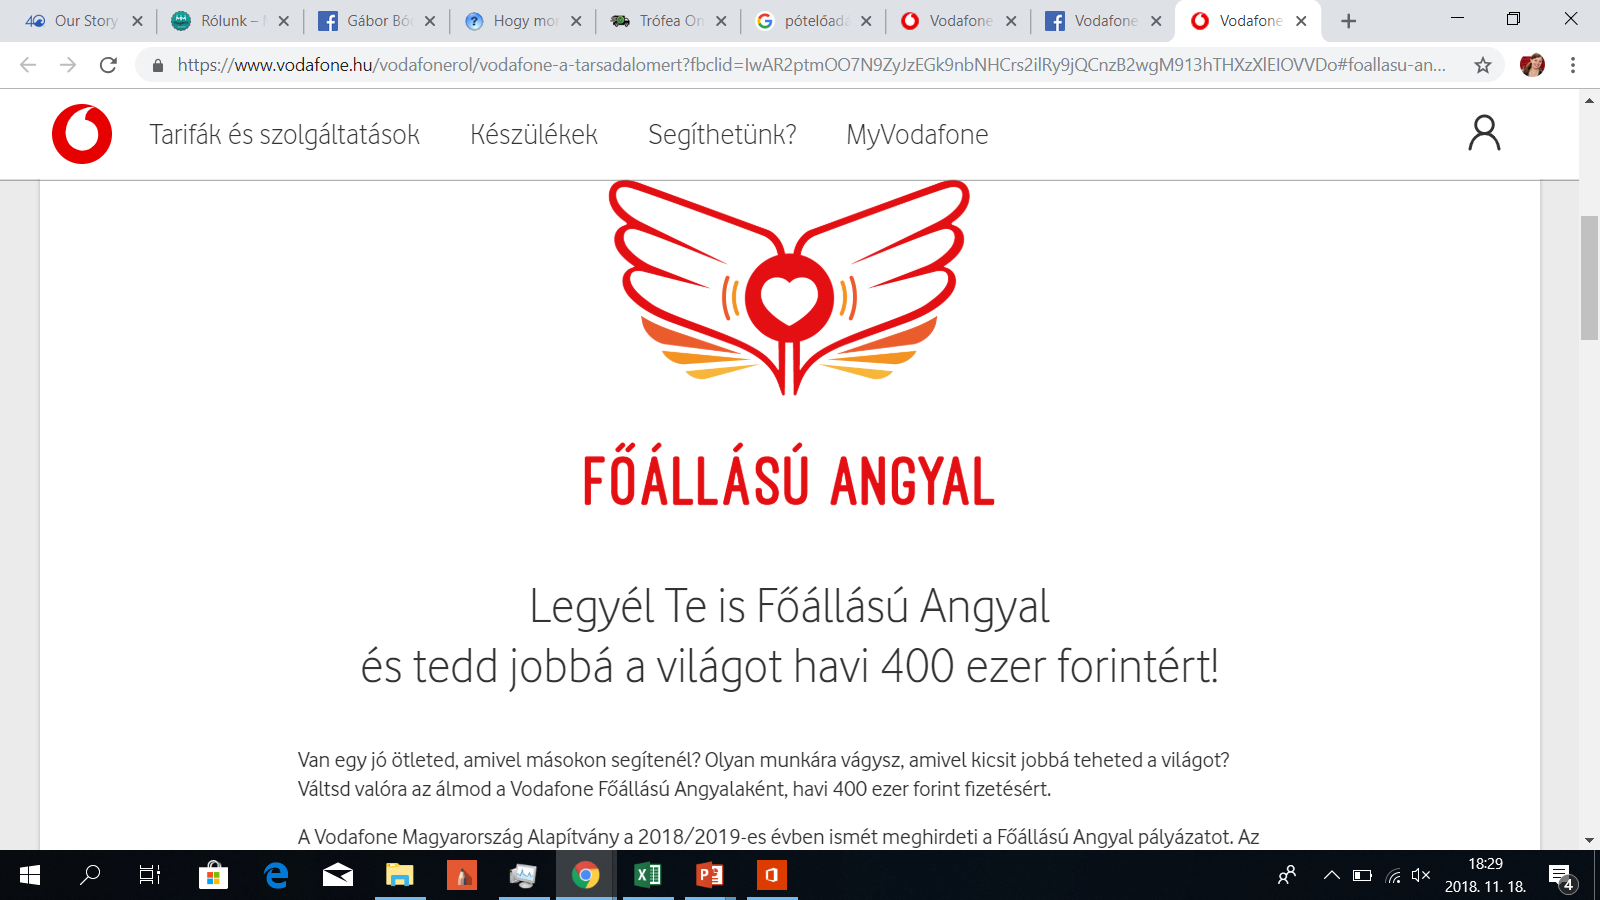 Our Story
Rólunk –
Gábor Bó
Hogy mo
Trófea On
pótelőad
Vodafone
Vodafone
Vodafone
https://www.vodafone.hu/vodafonerol/vodafone-a-tarsadalomert?fbclid=IwAR2ptmOO7N9ZyJzEGk9nbNHCrs2ilRy9jQCnzB2wgM913hTHXzXlEIOVVDo#foallasu-an...
Tarifák és szolgáltatások Készülékek Segíthetünk? MyVodafone
FŐÁLLÁSÚ ANGYAL
Legyél Te is Főállású Angyal
és tedd jobbá a világot havi 400 ezer forintért!
Van egy jó ötleted, amivel másokon segítenél? Olyan munkára vágysz, amivel kicsit jobbá teheted a világot?
Váltsd valóra az álmod a Vodafone Főállású Angyalaként, havi 400 ezer forint fizetésért.
A Vodafone Magyarország Alapítvány a 2018/2019-es évben ismét meghirdeti a Főállású Angyal pályázatot. Az
18:29
2018. 11. 18.
4